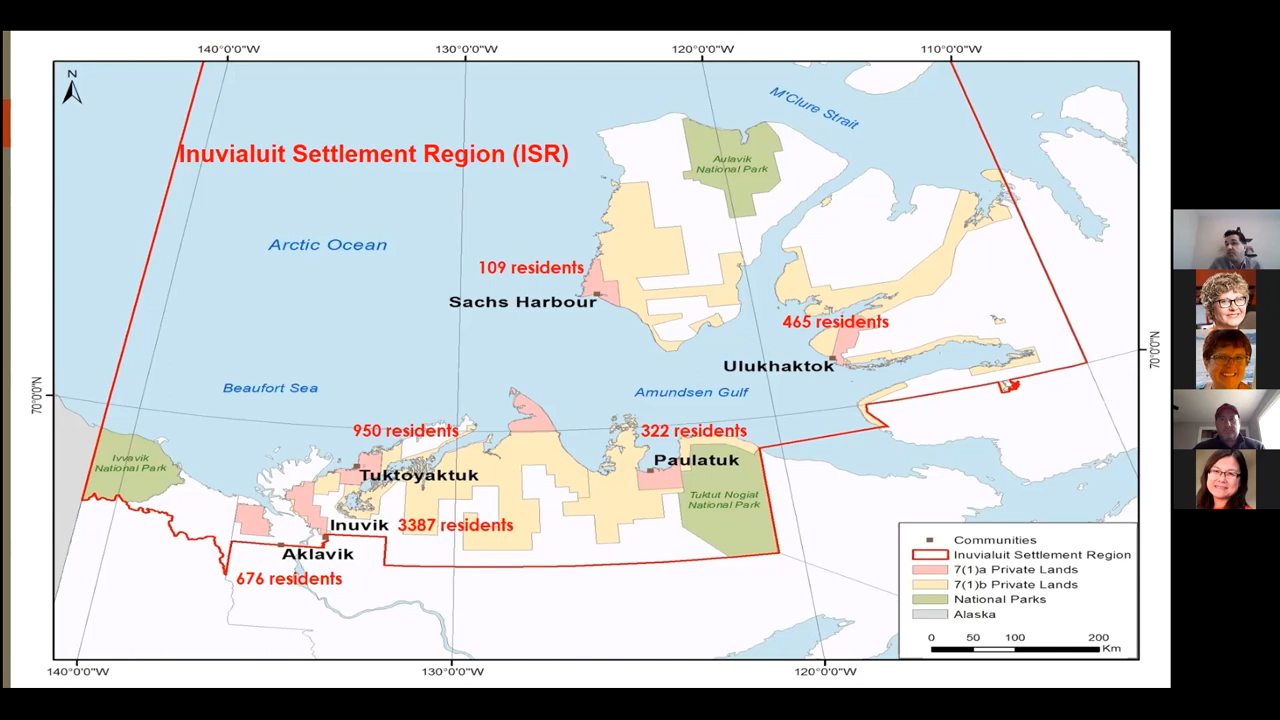 140°0'0"W 130°0'0"W 120°0'0"W 110°0'0"W
N
M'Clure Strait
Inuvialuit Settlement Region (ISR)
Aulavik
National Park
Arctic Ocean
109 residents
Sachs Harbour
465 residents
Ulukhaktok
70°0'0"N
70°0'0"N
Beaufort Sea
Amundsen Gulf
950 residents
322 residents
Ivvavik
National Park
Paulatuk
Tuktoyaktuk
Tuktut Nogial
National Park
Inuvik 3387 residents
Aklavik
676 residents
Communities
Inuvialuit Settlement Region
7(1)a Private Lands
7(1)b Private Lands
National Parks
Alaska
0 50 100 200
Km
140°0'0"W 130°0'0"W 120°0'0"W